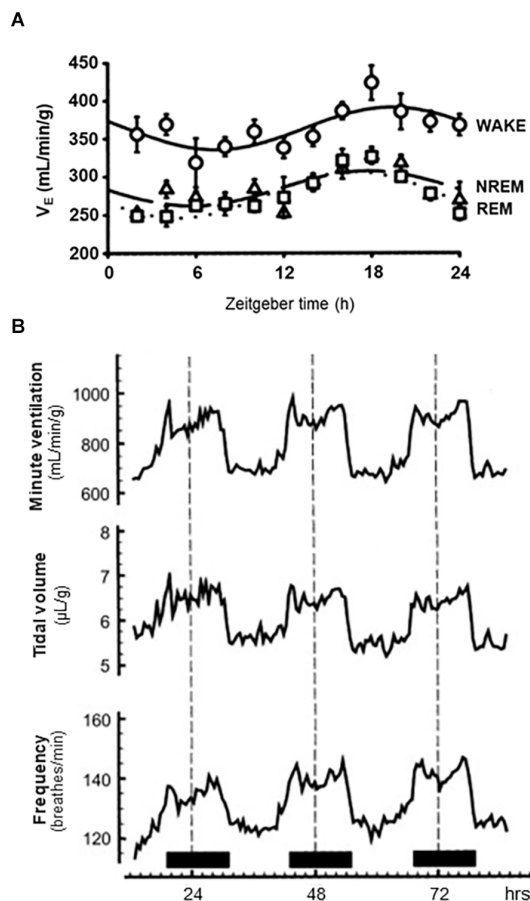 A
450
400
350
300
250
200
V_E (mL/min/g)
WAKE
NREM
REM
0 6 12 18 24
Zeitgeber time (h)
B
Minute ventilation
(mL/min/g)
1000
800
600
Tidal volume
(µL/g)
8
7
6
5
Frequency
(breathes/min)
160
140
120
24 48 72 hrs